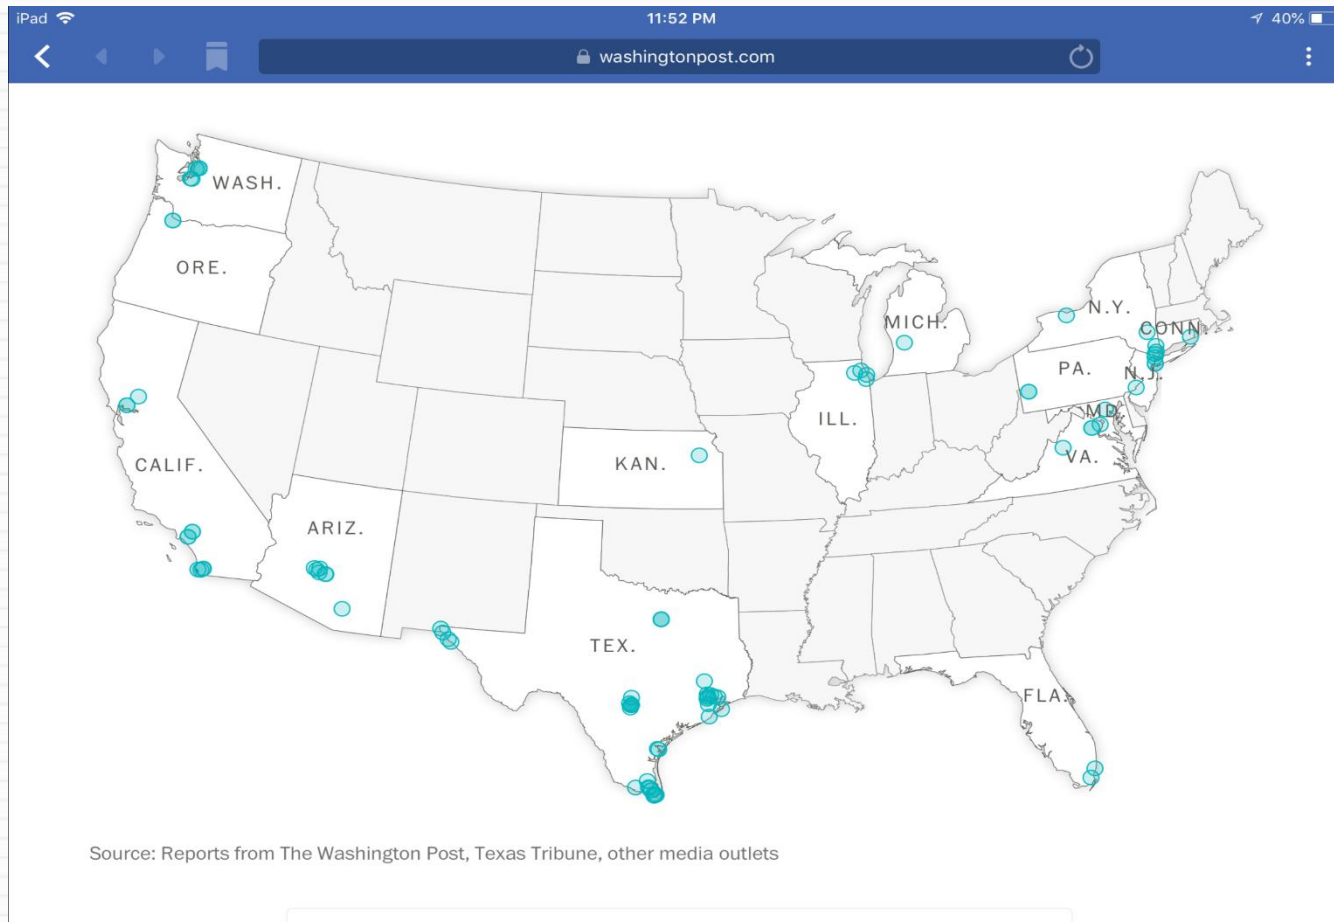 iPad 11:52 PM 40%
washingtonpost.com
WASH.
ORE.
MICH.
N.Y.
CONN.
PA.
N.J.
MD.
ILL.
VA.
KAN.
CALIF.
ARIZ.
TEX.
FLA.
Source: Reports from The Washington Post, Texas Tribune, other media outlets